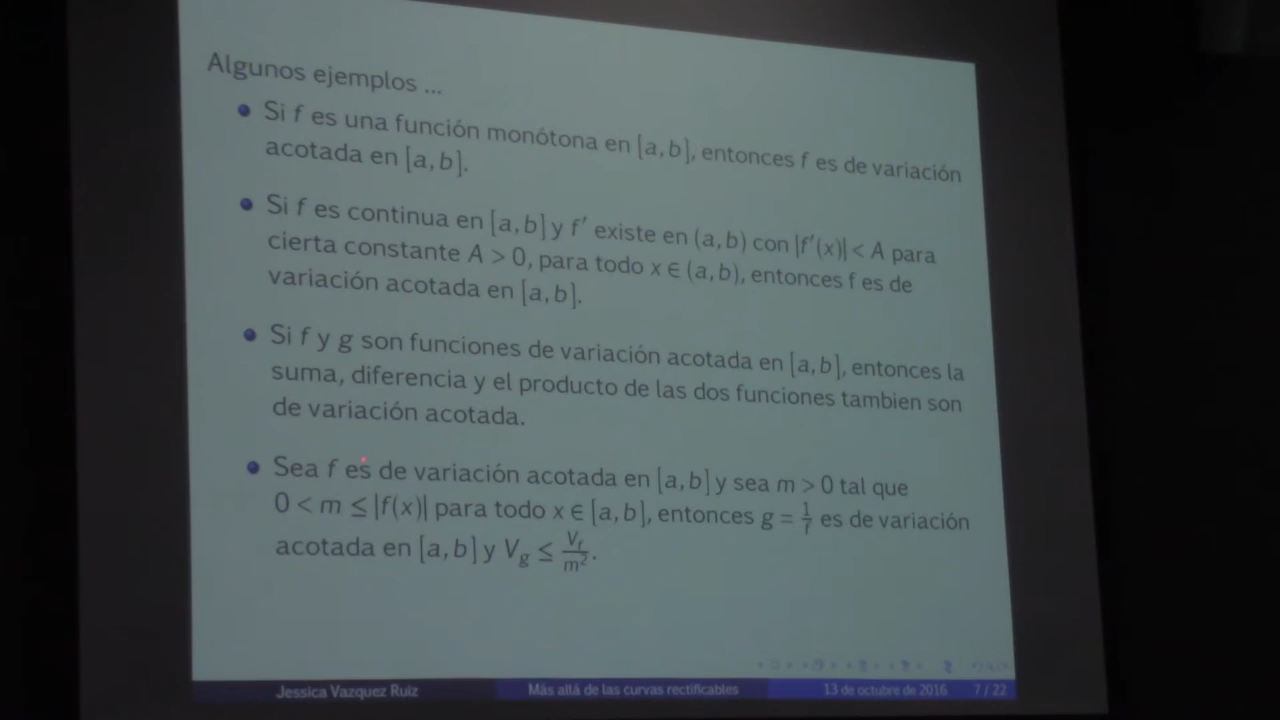 Algunos ejemplos ...
Si f es una función monótona en [a, b], entonces f es de variación
acotada en [a, b].
Si f es continua en [a, b] y f′ existe en (a, b) con |f′(x)| < A para
cierta constante A > 0, para todo x ∈ (a, b), entonces f es de
variación acotada en [a, b].
Si f y g son funciones de variación acotada en [a, b], entonces la
suma, diferencia y el producto de las dos funciones tambien son
de variación acotada.
Sea f es de variación acotada en [a, b] y sea m > 0 tal que
0 < m ≤ |f(x)| para todo x ∈ [a, b], entonces g = 1/f es de variación
acotada en [a, b] y V_g ≤ V_f/m².
Jessica Vazquez Ruiz Más allá de las curvas rectificables 13 de octubre de 2016 7 / 22